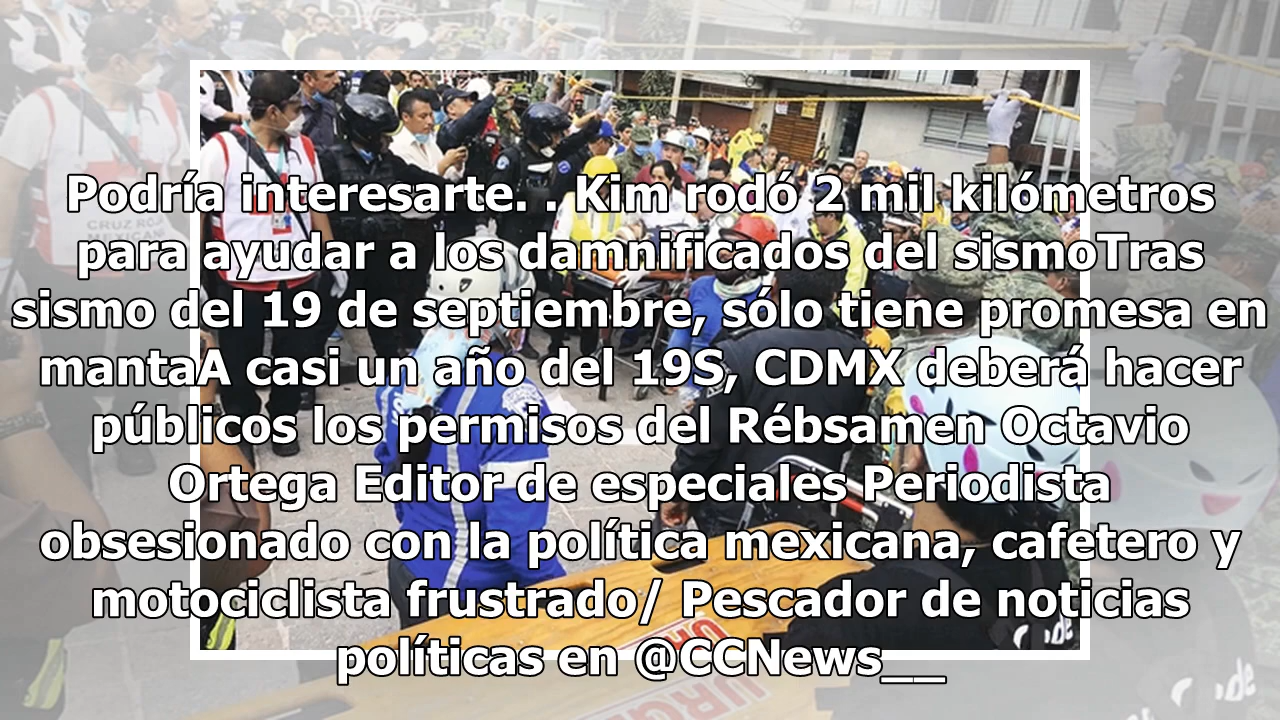 Podría interesarte. . Kim rodó 2 mil kilómetros
para ayudar a los damnificados del sismoTras
sismo del 19 de septiembre, sólo tiene promesa en
mantaA casi un año del 19S, CDMX deberá hacer
públicos los permisos del Rébsamen Octavio
Ortega Editor de especiales Periodista
obsesionado con la política mexicana, cafetero y
motociclista frustrado/ Pescador de noticias
políticas en @CCNews__
CRUZ ROJA